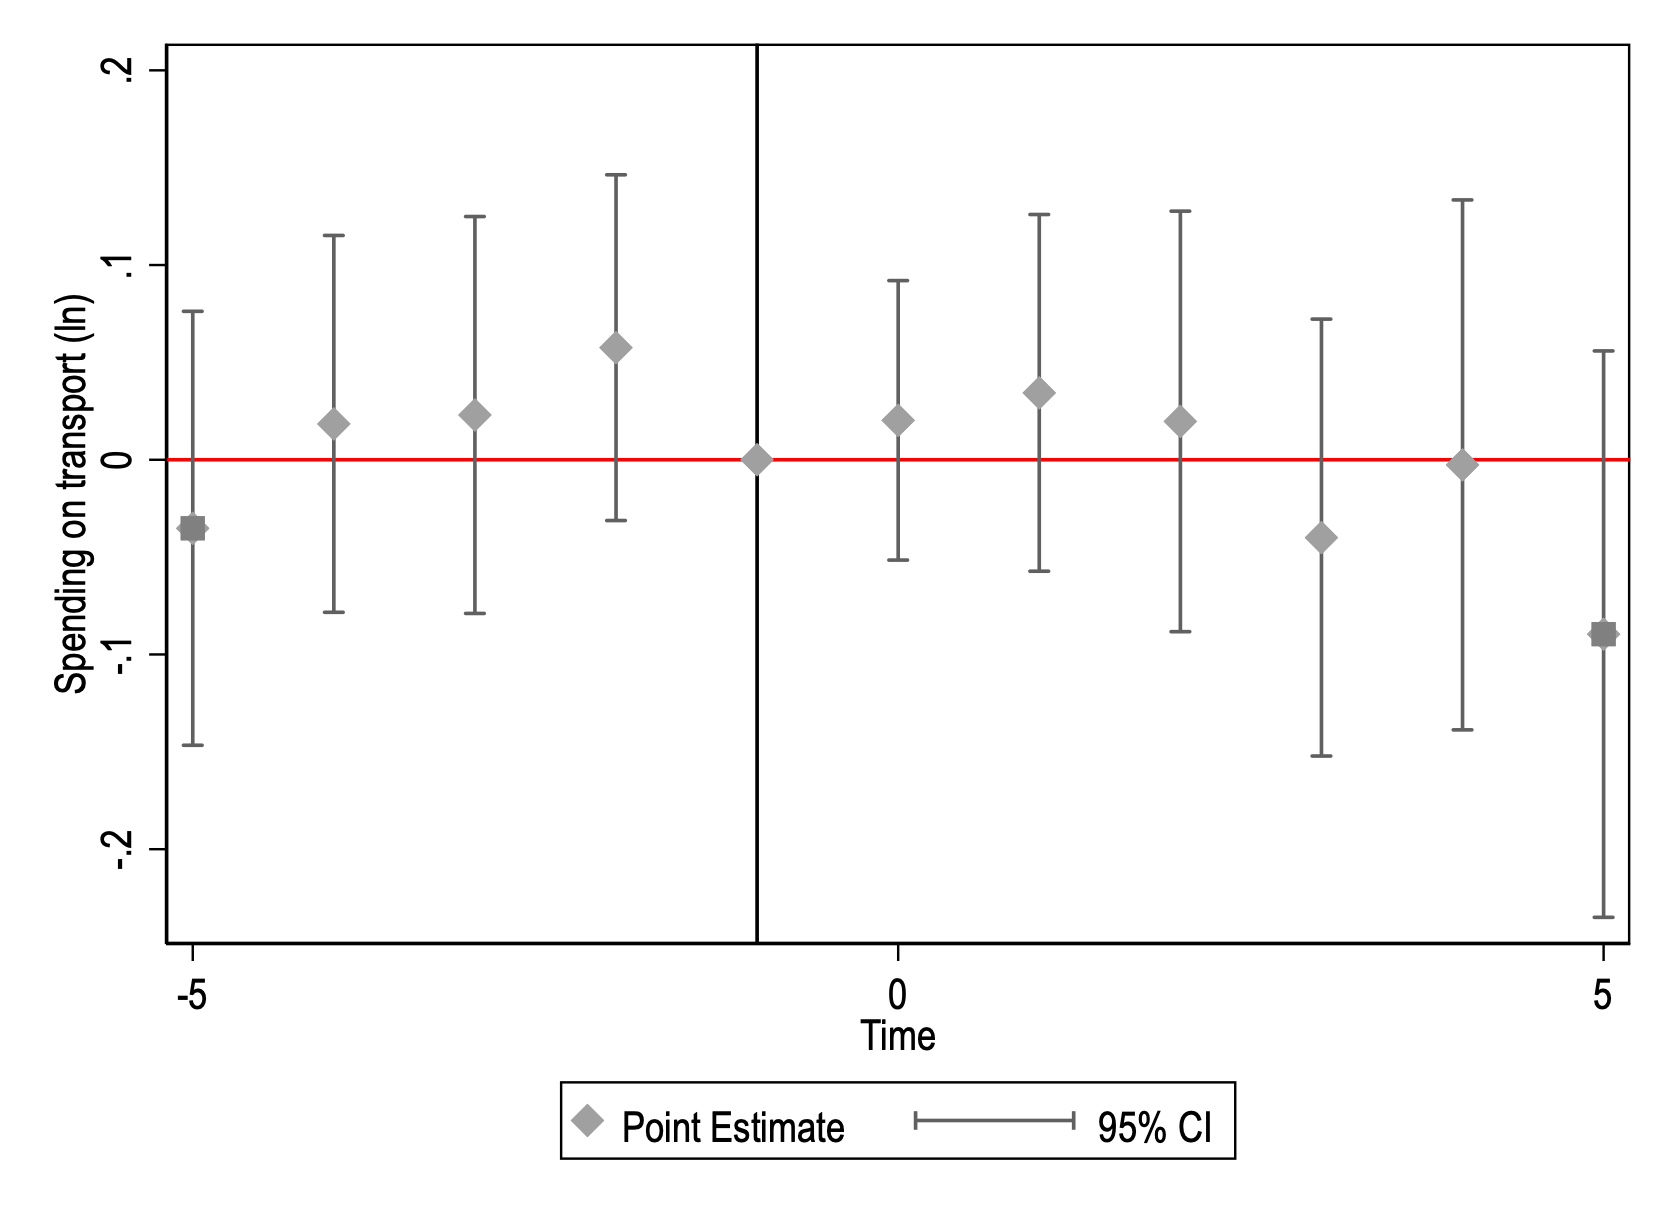 Spending on transport (ln)
.2
.1
0
-.1
-.2
-5 0 5
Time
Point Estimate 95% CI